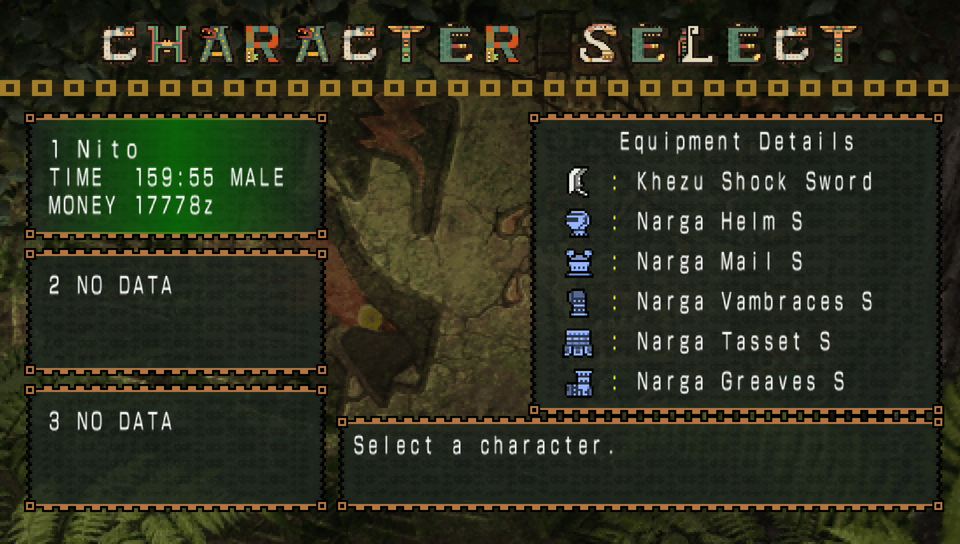 CHARACTER SELECT
1 Nito
TIME 159:55 MALE
MONEY 17778z
2 NO DATA
3 NO DATA
Equipment Details
: Khezu Shock Sword
: Narga Helm S
: Narga Mail S
: Narga Vambraces S
: Narga Tasset S
: Narga Greaves S
Select a character.